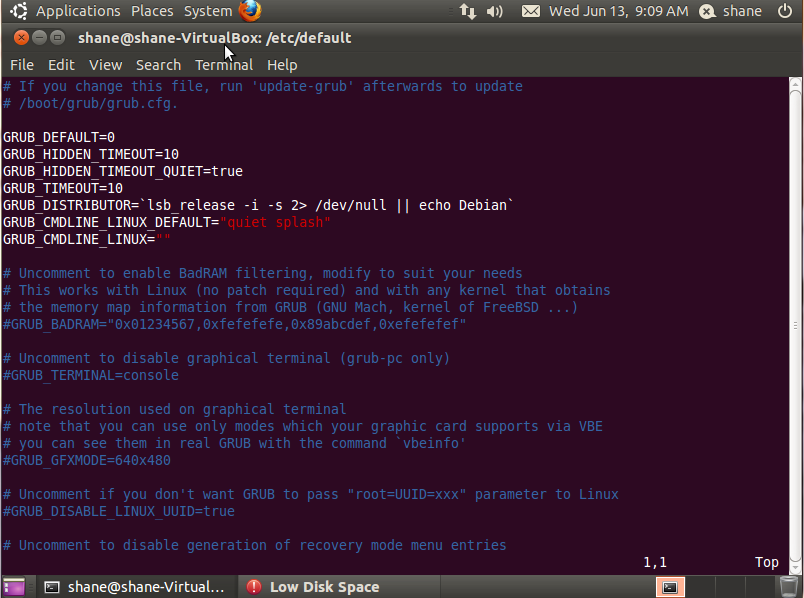 Applications Places System Wed Jun 13, 9:09 AM shane
shane@shane-VirtualBox: /etc/default
File Edit View Search Terminal Help
# If you change this file, run 'update-grub' afterwards to update
# /boot/grub/grub.cfg.
GRUB_DEFAULT=0
GRUB_HIDDEN_TIMEOUT=10
GRUB_HIDDEN_TIMEOUT_QUIET=true
GRUB_TIMEOUT=10
GRUB_DISTRIBUTOR=`lsb_release -i -s 2> /dev/null || echo Debian`
GRUB_CMDLINE_LINUX_DEFAULT="quiet splash"
GRUB_CMDLINE_LINUX=""
# Uncomment to enable BadRAM filtering, modify to suit your needs
# This works with Linux (no patch required) and with any kernel that obtains
# the memory map information from GRUB (GNU Mach, kernel of FreeBSD ...)
#GRUB_BADRAM="0x01234567,0xfefefefe,0x89abcdef,0xefefefef"
# Uncomment to disable graphical terminal (grub-pc only)
#GRUB_TERMINAL=console
# The resolution used on graphical terminal
# note that you can use only modes which your graphic card supports via VBE
# you can see them in real GRUB with the command `vbeinfo'
#GRUB_GFXMODE=640x480
# Uncomment if you don't want GRUB to pass "root=UUID=xxx" parameter to Linux
#GRUB_DISABLE_LINUX_UUID=true
# Uncomment to disable generation of recovery mode menu entries
1,1 Top
shane@shane-Virtual... Low Disk Space